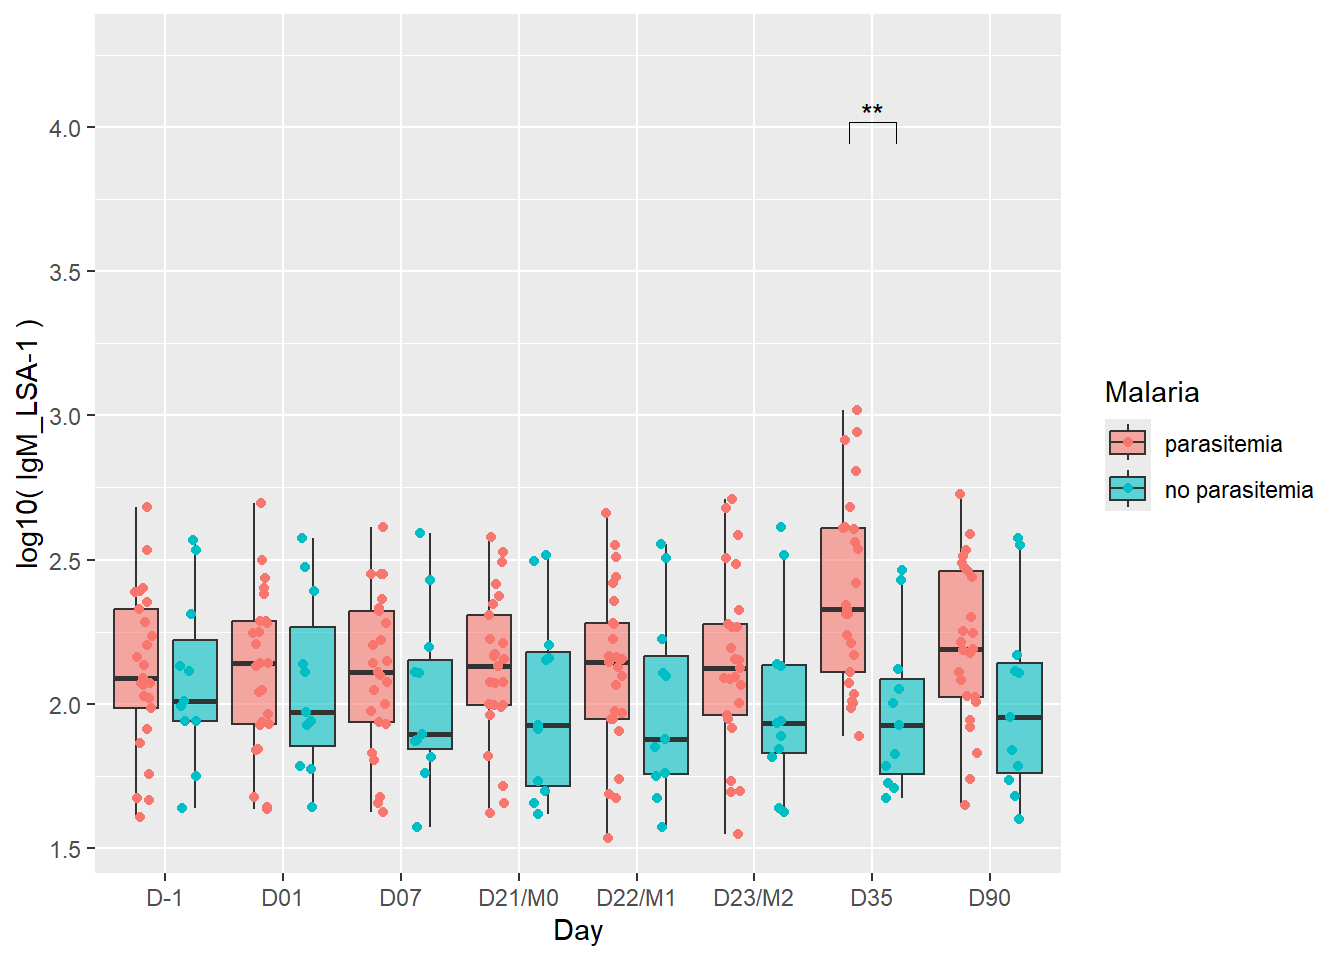 **
4.0
3.5
3.0
2.5
2.0
1.5
log10( IgM_LSA-1 )
D-1 D01 D07 D21/M0 D22/M1 D23/M2 D35 D90
Day
Malaria
parasitemia
no parasitemia